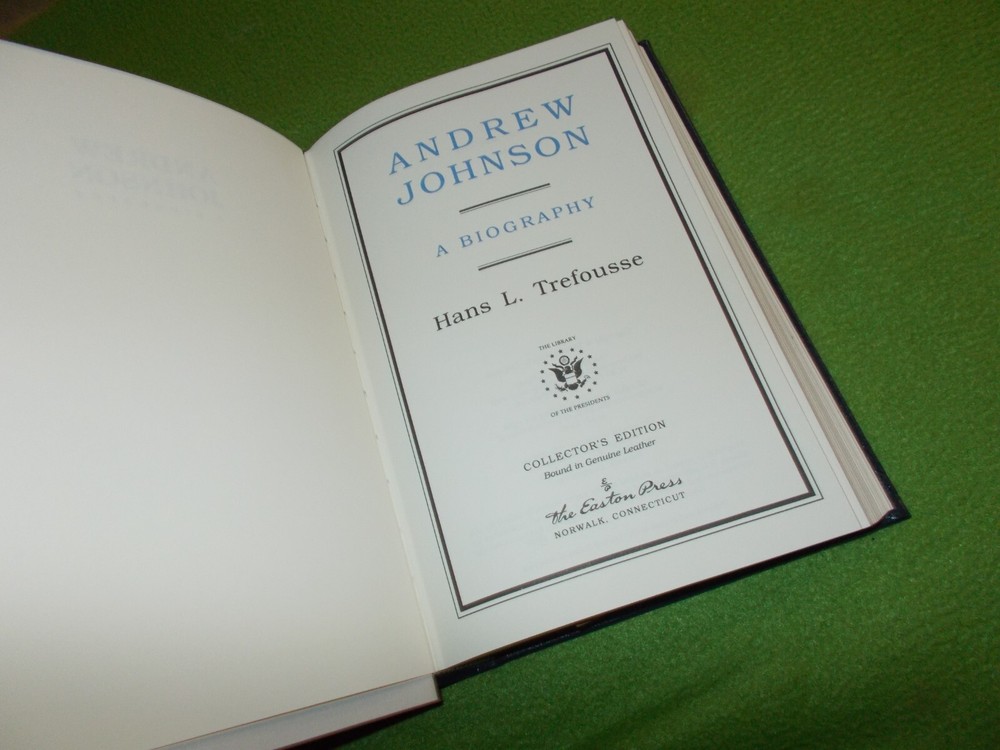 ANDREW
JOHNSON
A BIOGRAPHY
Hans L. Trefousse
THE LIBRARY
OF THE PRESIDENTS
COLLECTOR'S EDITION
Bound in Genuine Leather
The Easton Press
NORWALK, CONNECTICUT